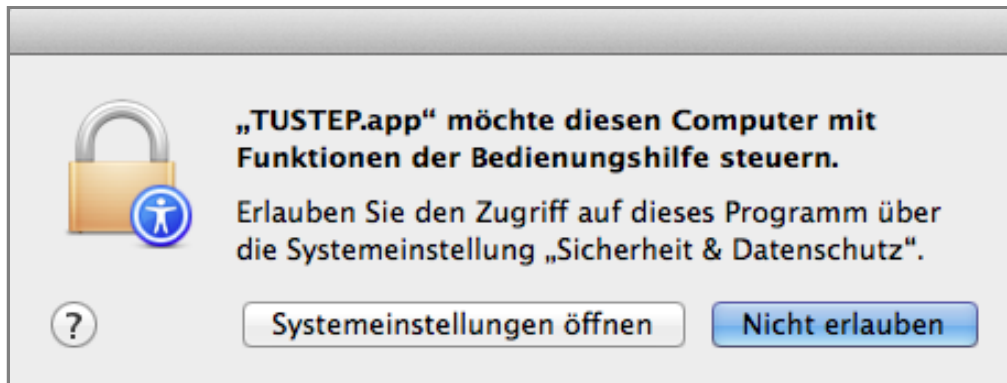 „TUSTEP.app“ möchte diesen Computer mit
Funktionen der Bedienungshilfe steuern.
Erlauben Sie den Zugriff auf dieses Programm über
die Systemeinstellung „Sicherheit & Datenschutz“.
?
Systemeinstellungen öffnen
Nicht erlauben